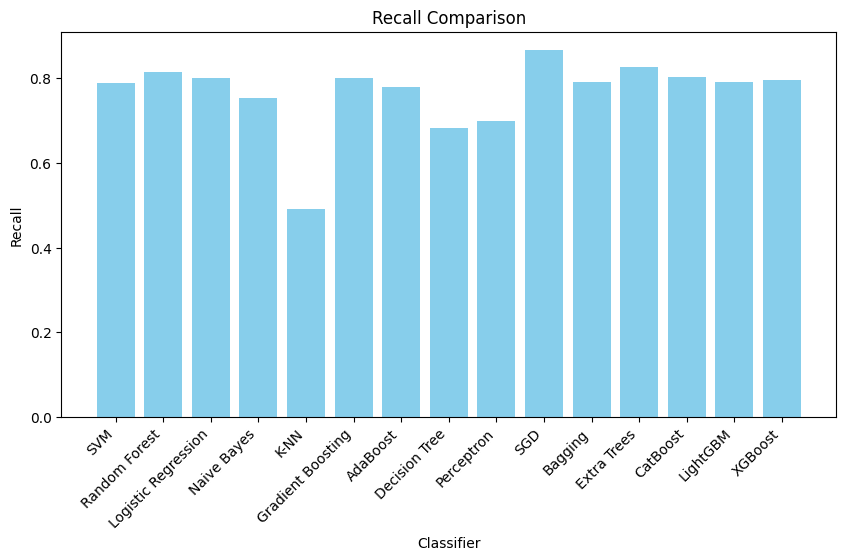 Recall Comparison
Recall
0.8
0.6
0.4
0.2
0.0
SVM
Random Forest
Logistic Regression
Naive Bayes
K-NN
Gradient Boosting
AdaBoost
Decision Tree
Perceptron
SGD
Bagging
Extra Trees
CatBoost
LightGBM
XGBoost
Classifier